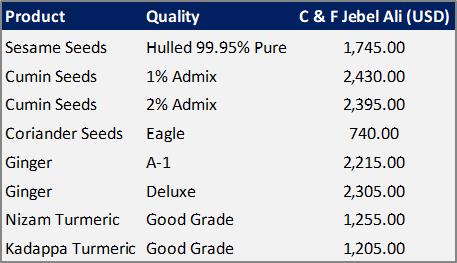 Product Quality C & F Jebel Ali (USD)
Sesame Seeds Hulled 99.95% Pure 1,745.00
Cumin Seeds 1% Admix 2,430.00
Cumin Seeds 2% Admix 2,395.00
Coriander Seeds Eagle 740.00
Ginger A-1 2,215.00
Ginger Deluxe 2,305.00
Nizam Turmeric Good Grade 1,255.00
Kadappa Turmeric Good Grade 1,205.00